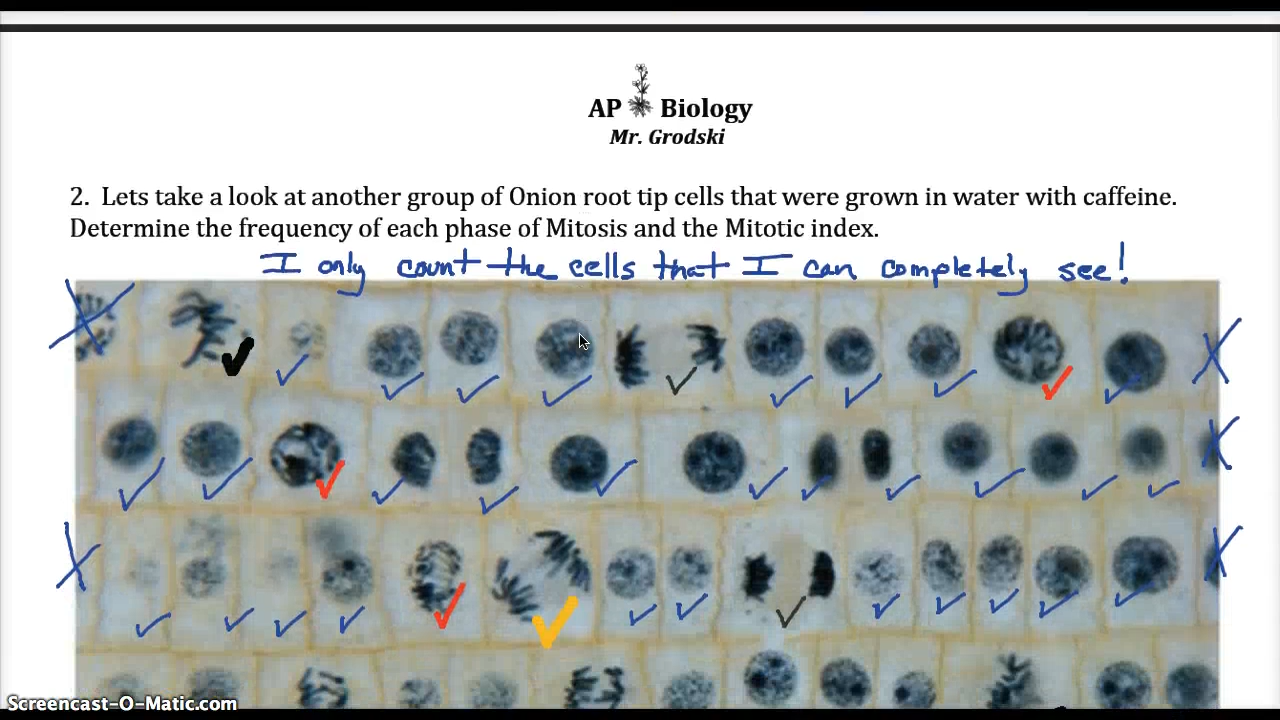 AP Biology
Mr. Grodski
2. Lets take a look at another group of Onion root tip cells that were grown in water with caffeine.
Determine the frequency of each phase of Mitosis and the Mitotic index.
I only count the cells that I can completely see!
Screencast-O-Matic.com